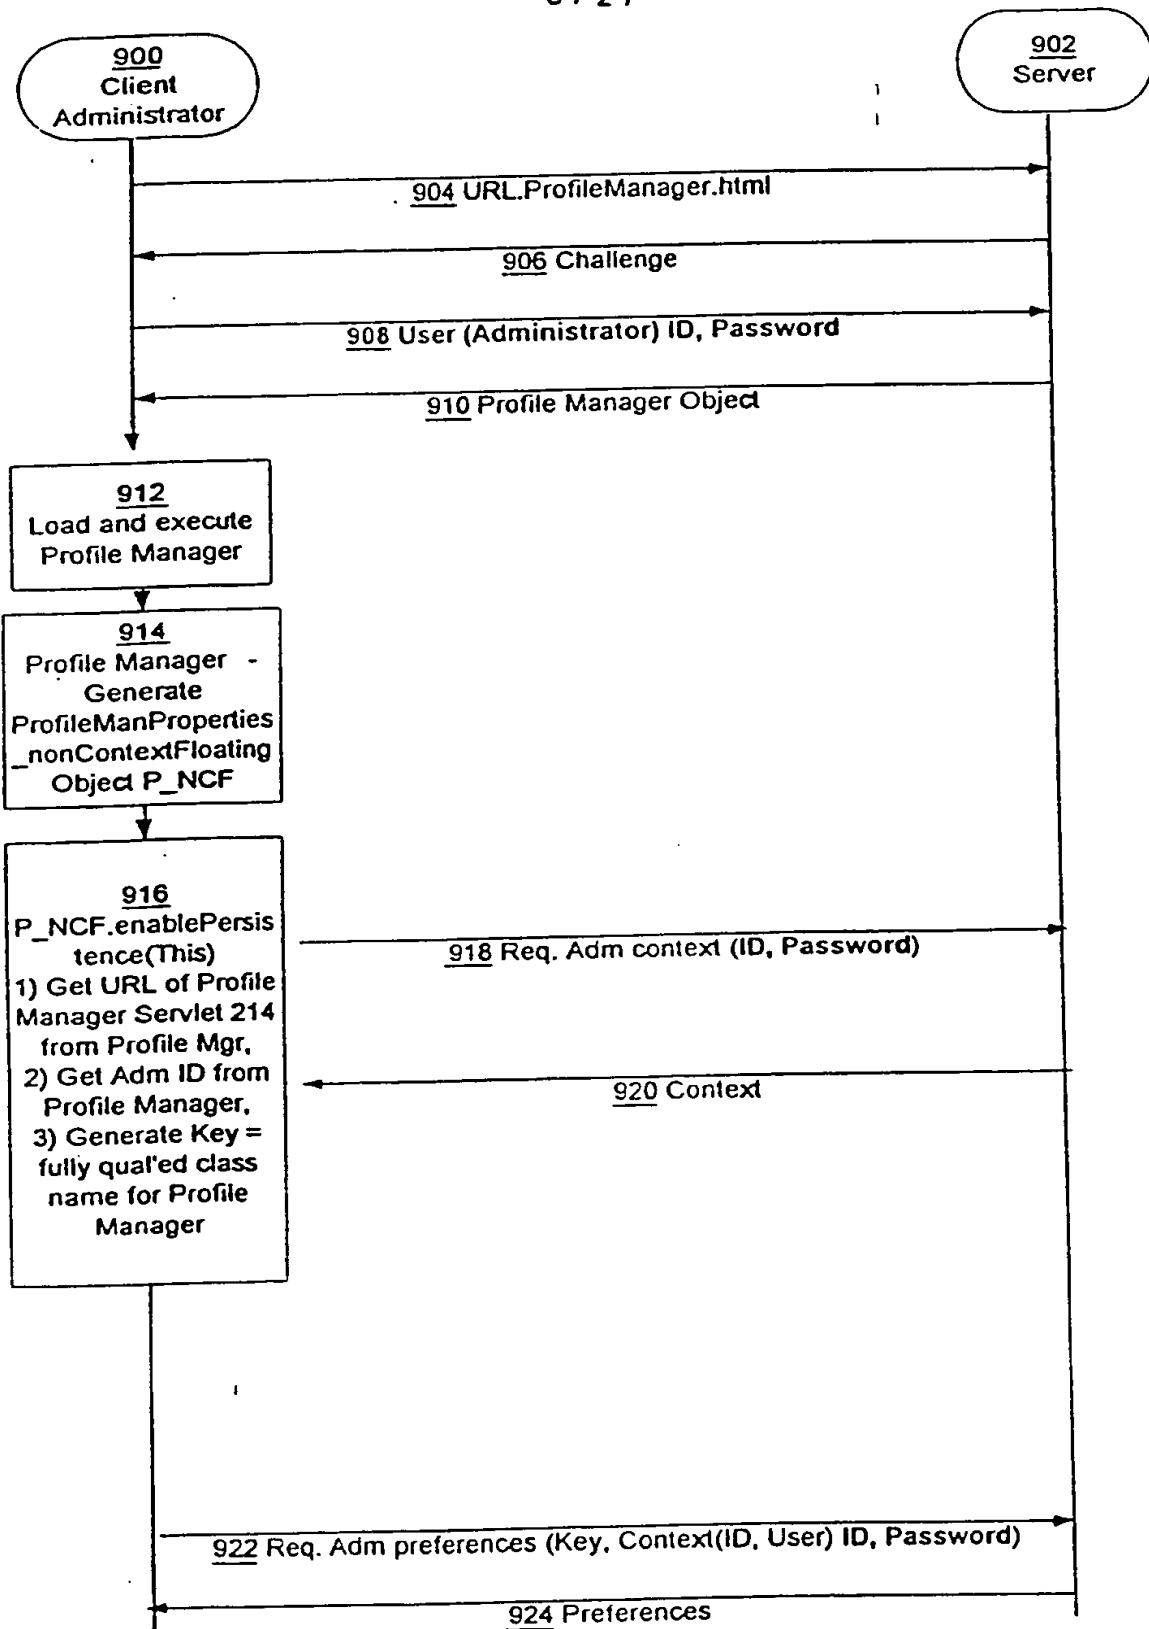 900
Client
Administrator
902
Server
904 URL.ProfileManager.html
906 Challenge
908 User (Administrator) ID, Password
910 Profile Manager Object
912
Load and execute
Profile Manager
914
Profile Manager -
Generate
ProfileManProperties
_nonContextFloating
Object P_NCF
916
P_NCF.enablePersis
tence(This)
1) Get URL of Profile
Manager Servlet 214
from Profile Mgr,
2) Get Adm ID from
Profile Manager,
3) Generate Key =
fully qual'ed class
name for Profile
Manager
918 Req. Adm context (ID, Password)
920 Context
922 Req. Adm preferences (Key, Context(ID, User) ID, Password)
924 Preferences